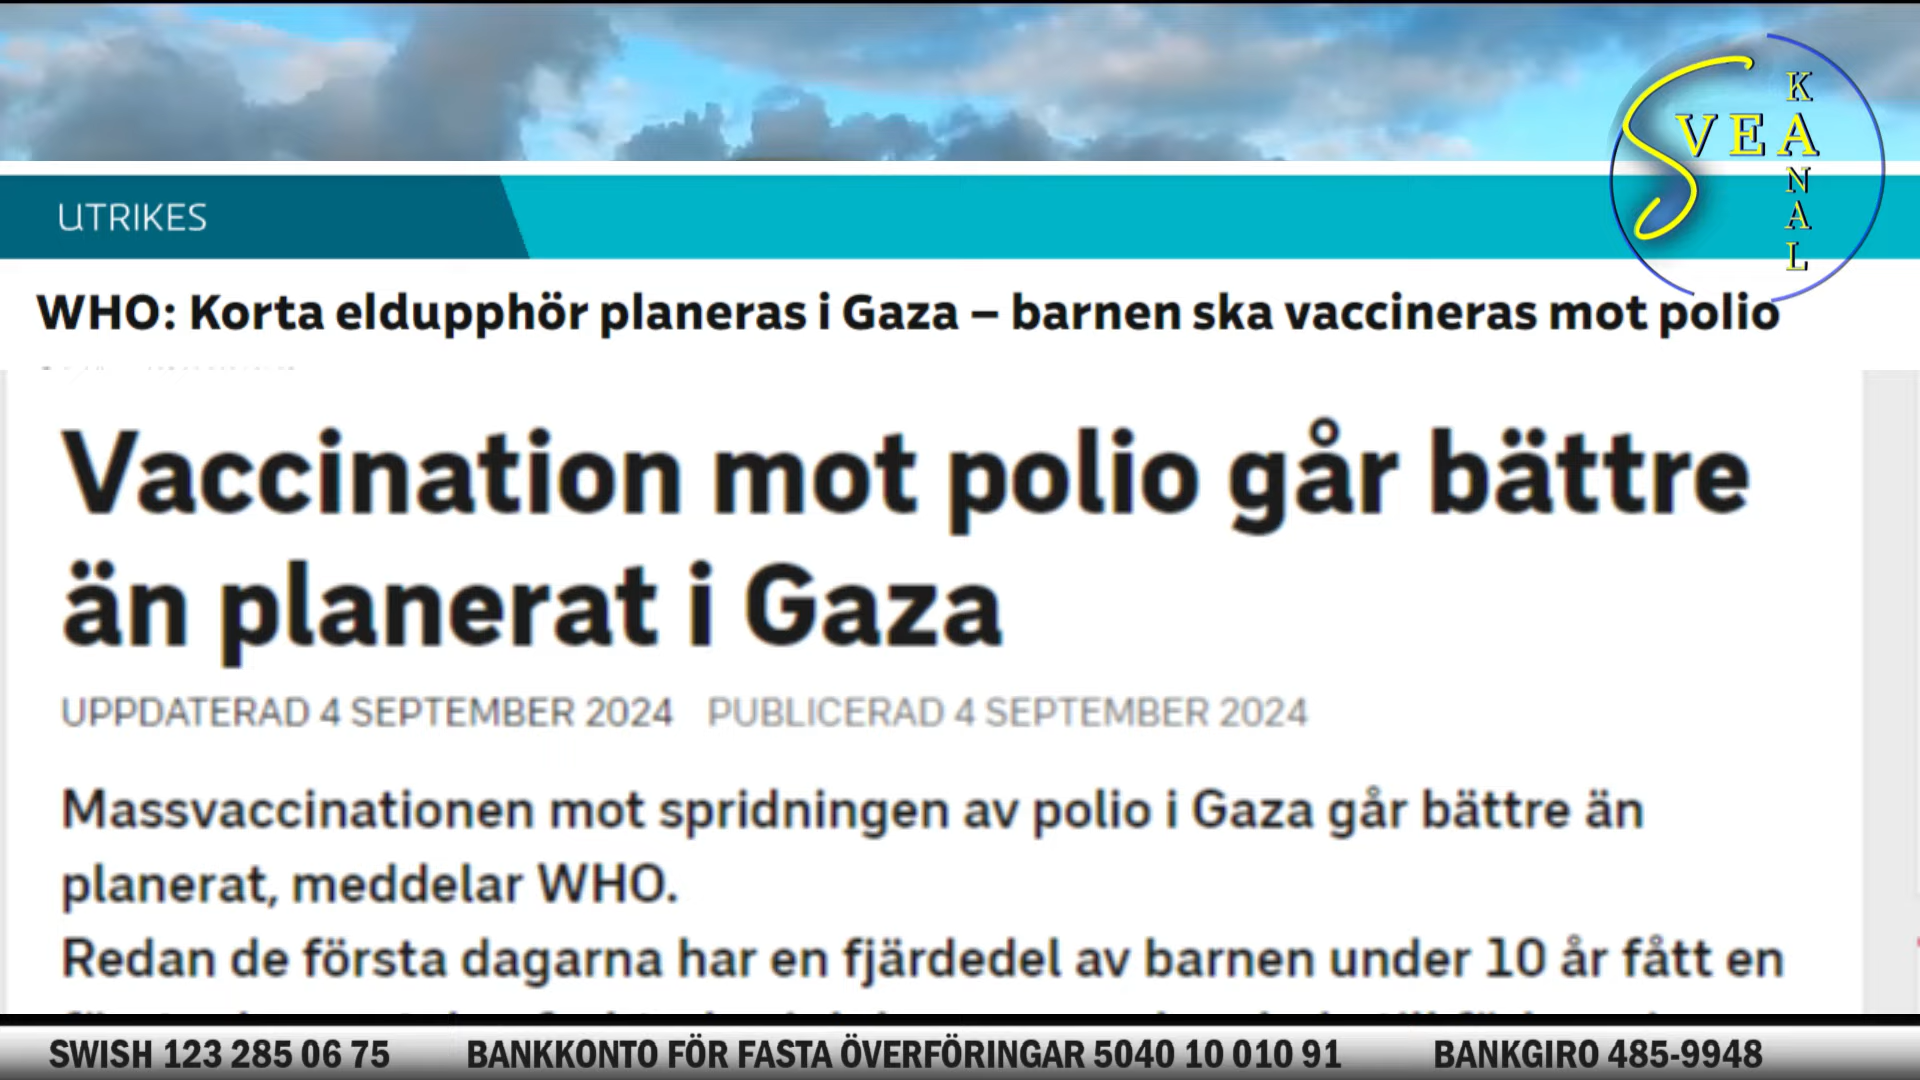 SVEA
KANAL
UTRIKES
WHO: Korta eldupphör planeras i Gaza – barnen ska vaccineras mot polio
Vaccination mot polio går bättre
än planerat i Gaza
UPPDATERAD 4 SEPTEMBER 2024 PUBLICERAD 4 SEPTEMBER 2024
Massvaccinationen mot spridningen av polio i Gaza går bättre än
planerat, meddelar WHO.
Redan de första dagarna har en fjärdedel av barnen under 10 år fått en
SWISH 123 285 06 75 BANKKONTO FÖR FASTA ÖVERFÖRINGAR 5040 10 010 91 BANKGIRO 485-9948